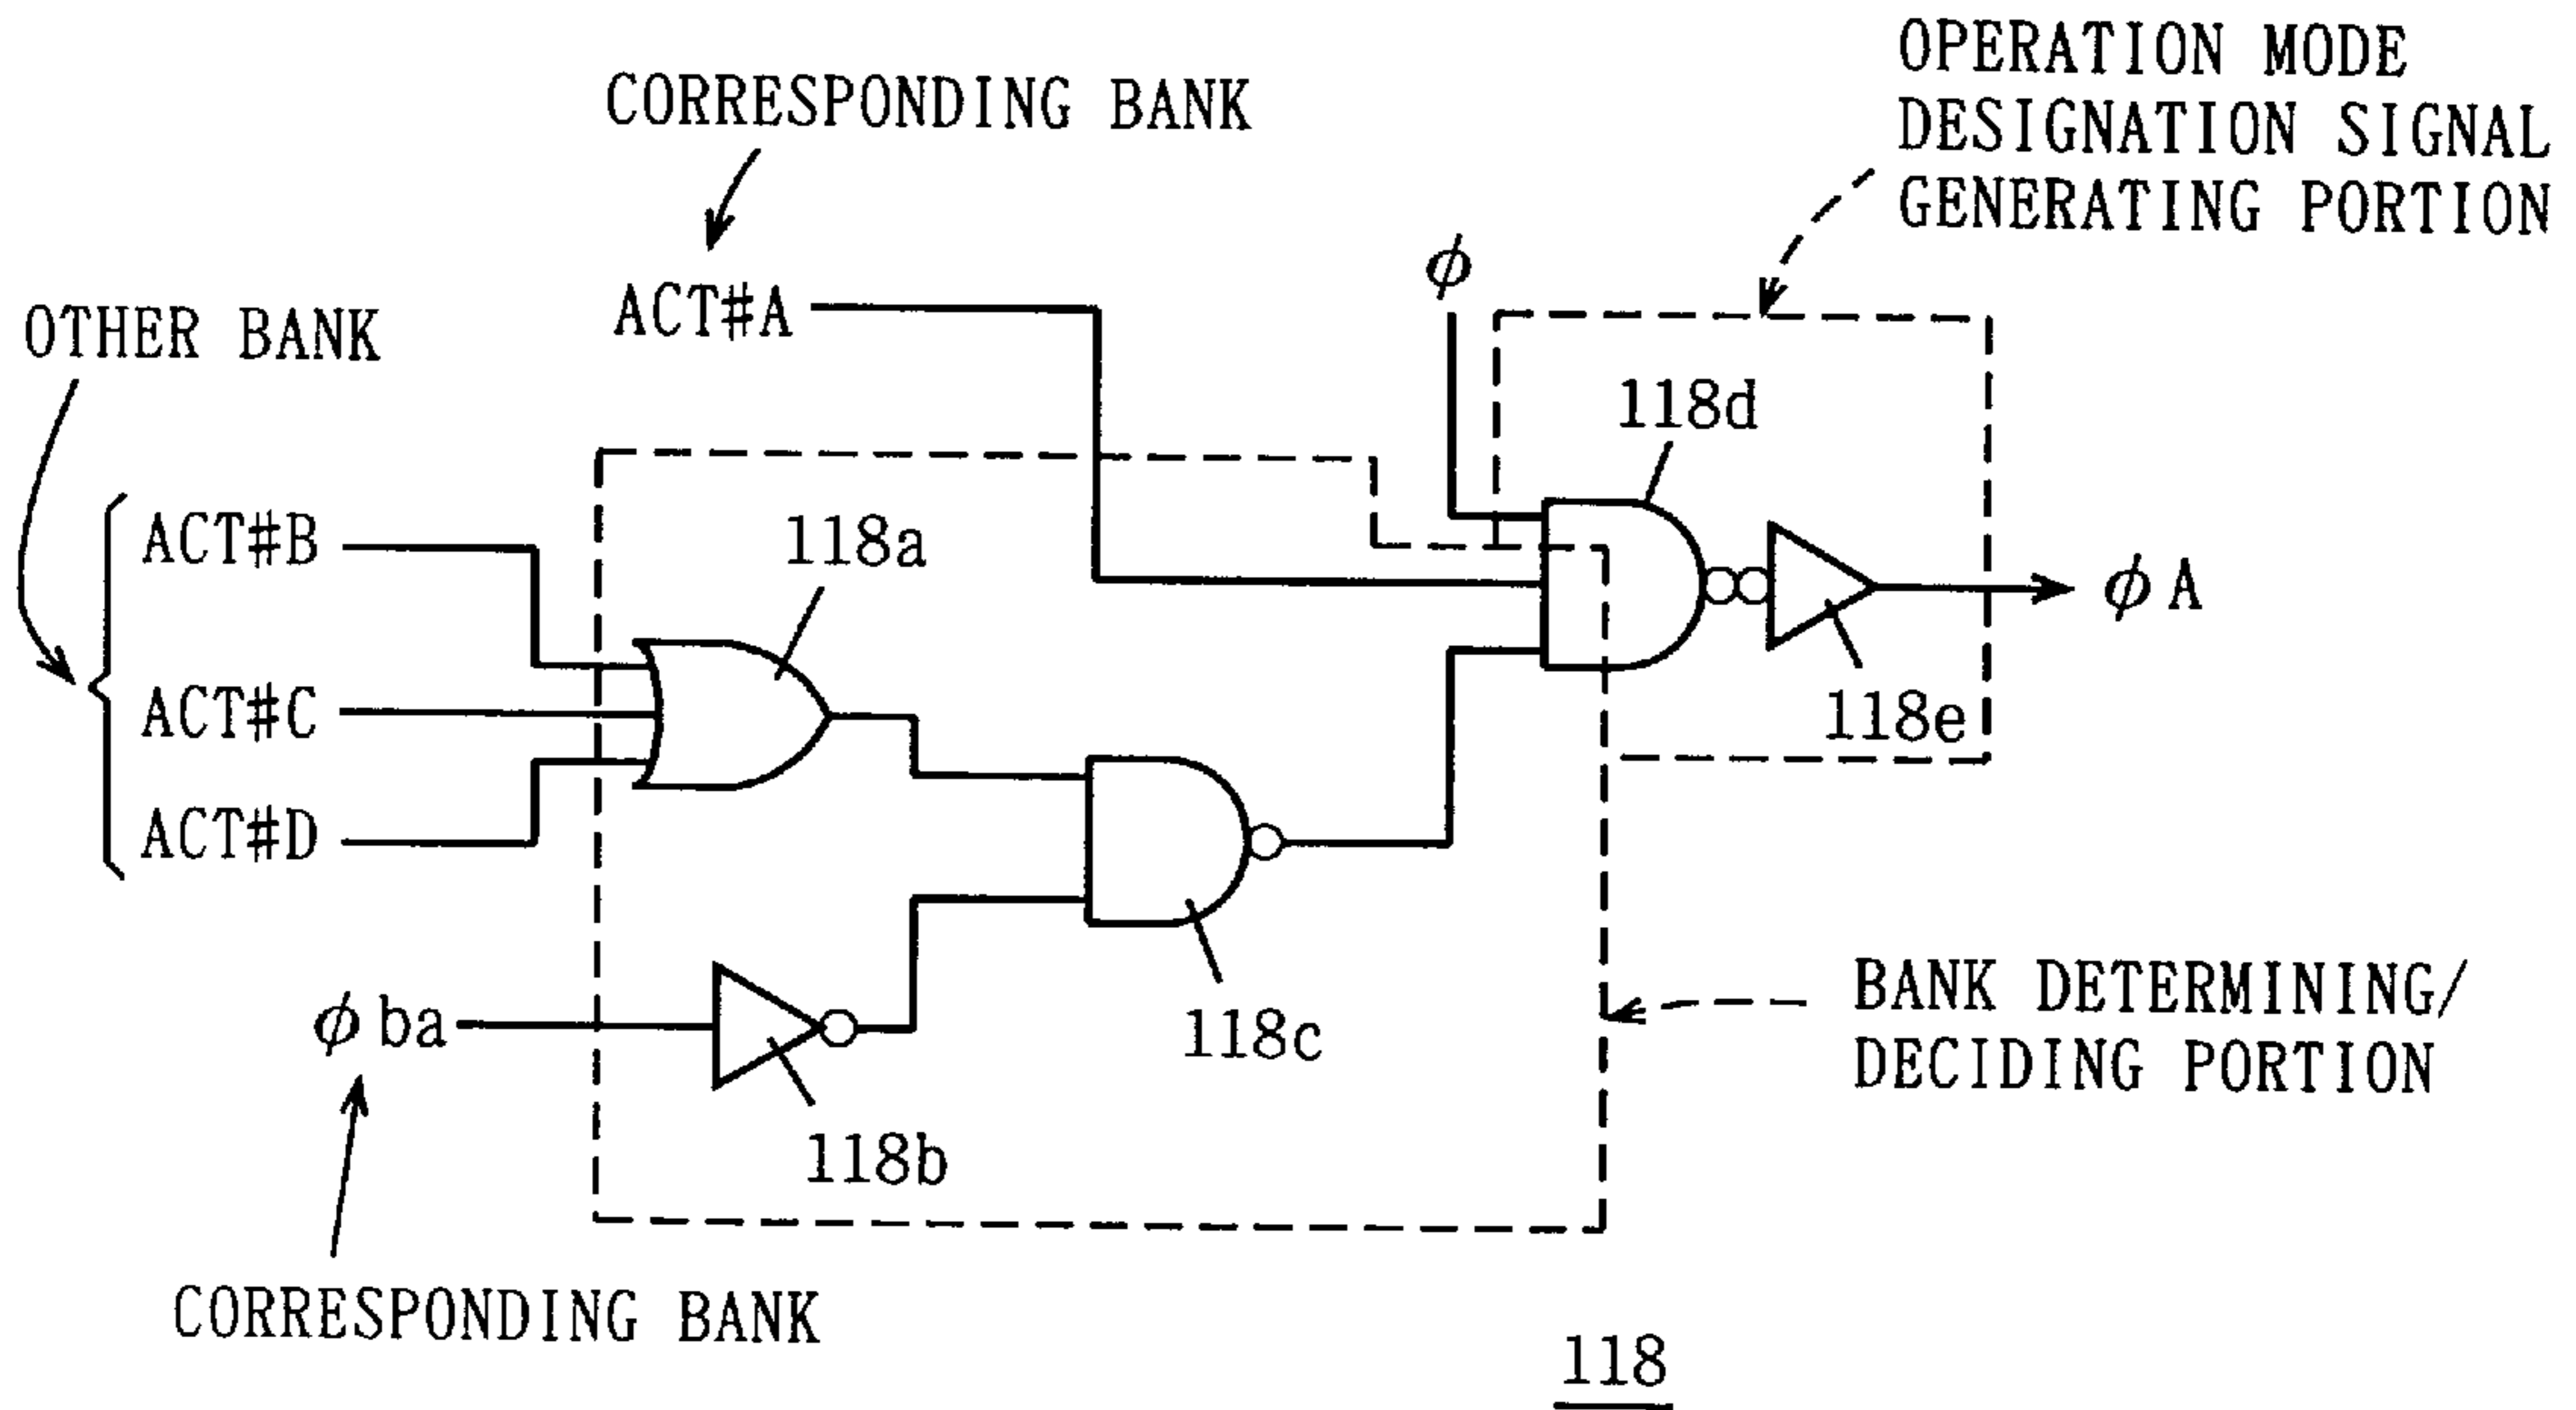 OPERATION MODE
DESIGNATION SIGNAL
GENERATING PORTION
CORRESPONDING BANK
ϕ
ACT#A
OTHER BANK
118d
ACT#B
118a
ϕA
ACT#C
118e
ACT#D
BANK DETERMINING/
DECIDING PORTION
ϕba
118c
118b
CORRESPONDING BANK
118